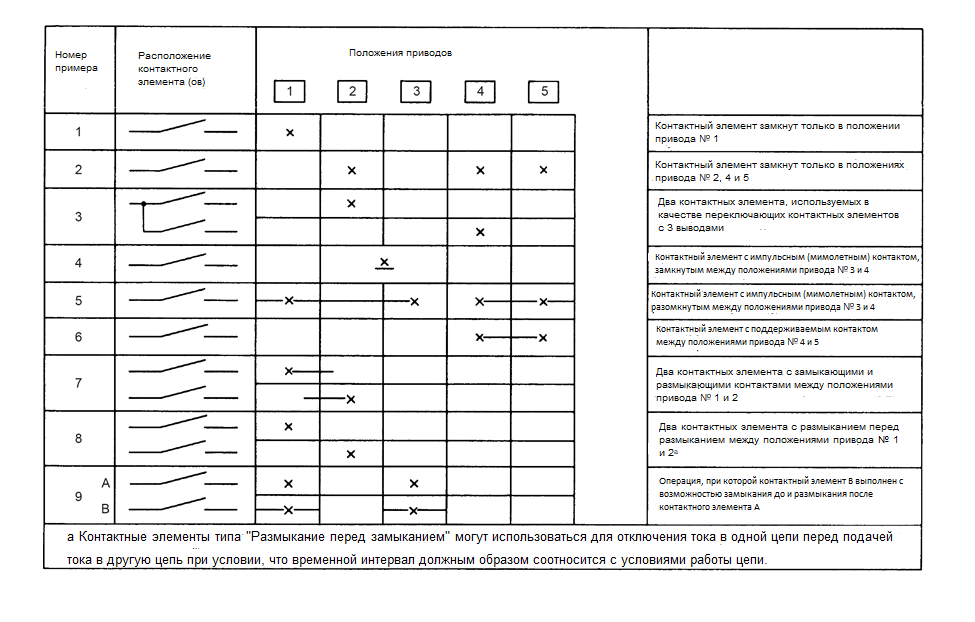 Номер
примера
Расположение
контактного
элемента (ов)
Положения приводов
1
2
3
4
5
1
Контактный элемент замкнут только в положении
привода № 1
2
Контактный элемент замкнут только в положениях
привода № 2, 4 и 5
3
Два контактных элемента, используемых в
качестве переключающих контактных элементов
с 3 выводами
4
Контактный элемент с импульсным (мимолетным) контактом,
замкнутым между положениями привода № 3 и 4
5
Контактный элемент с импульсным (мимолетным) контактом,
разомкнутым между положениями привода № 3 и 4
6
Контактный элемент с поддерживаемым контактом
между положениями привода № 4 и 5
7
Два контактных элемента с замыкающими и
размыкающими контактами между положениями
привода № 1 и 2
8
Два контактных элемента с размыканием перед
размыканием между положениями привода № 1
и 2ª
9
A
B
Операция, при которой контактный элемент В выполнен с
возможностью замыкания до и размыкания после
контактного элемента А
а Контактные элементы типа "Размыкание перед замыканием" могут использоваться для отключения тока в одной цепи перед подачей
тока в другую цепь при условии, что временной интервал должным образом соотносится с условиями работы цепи.